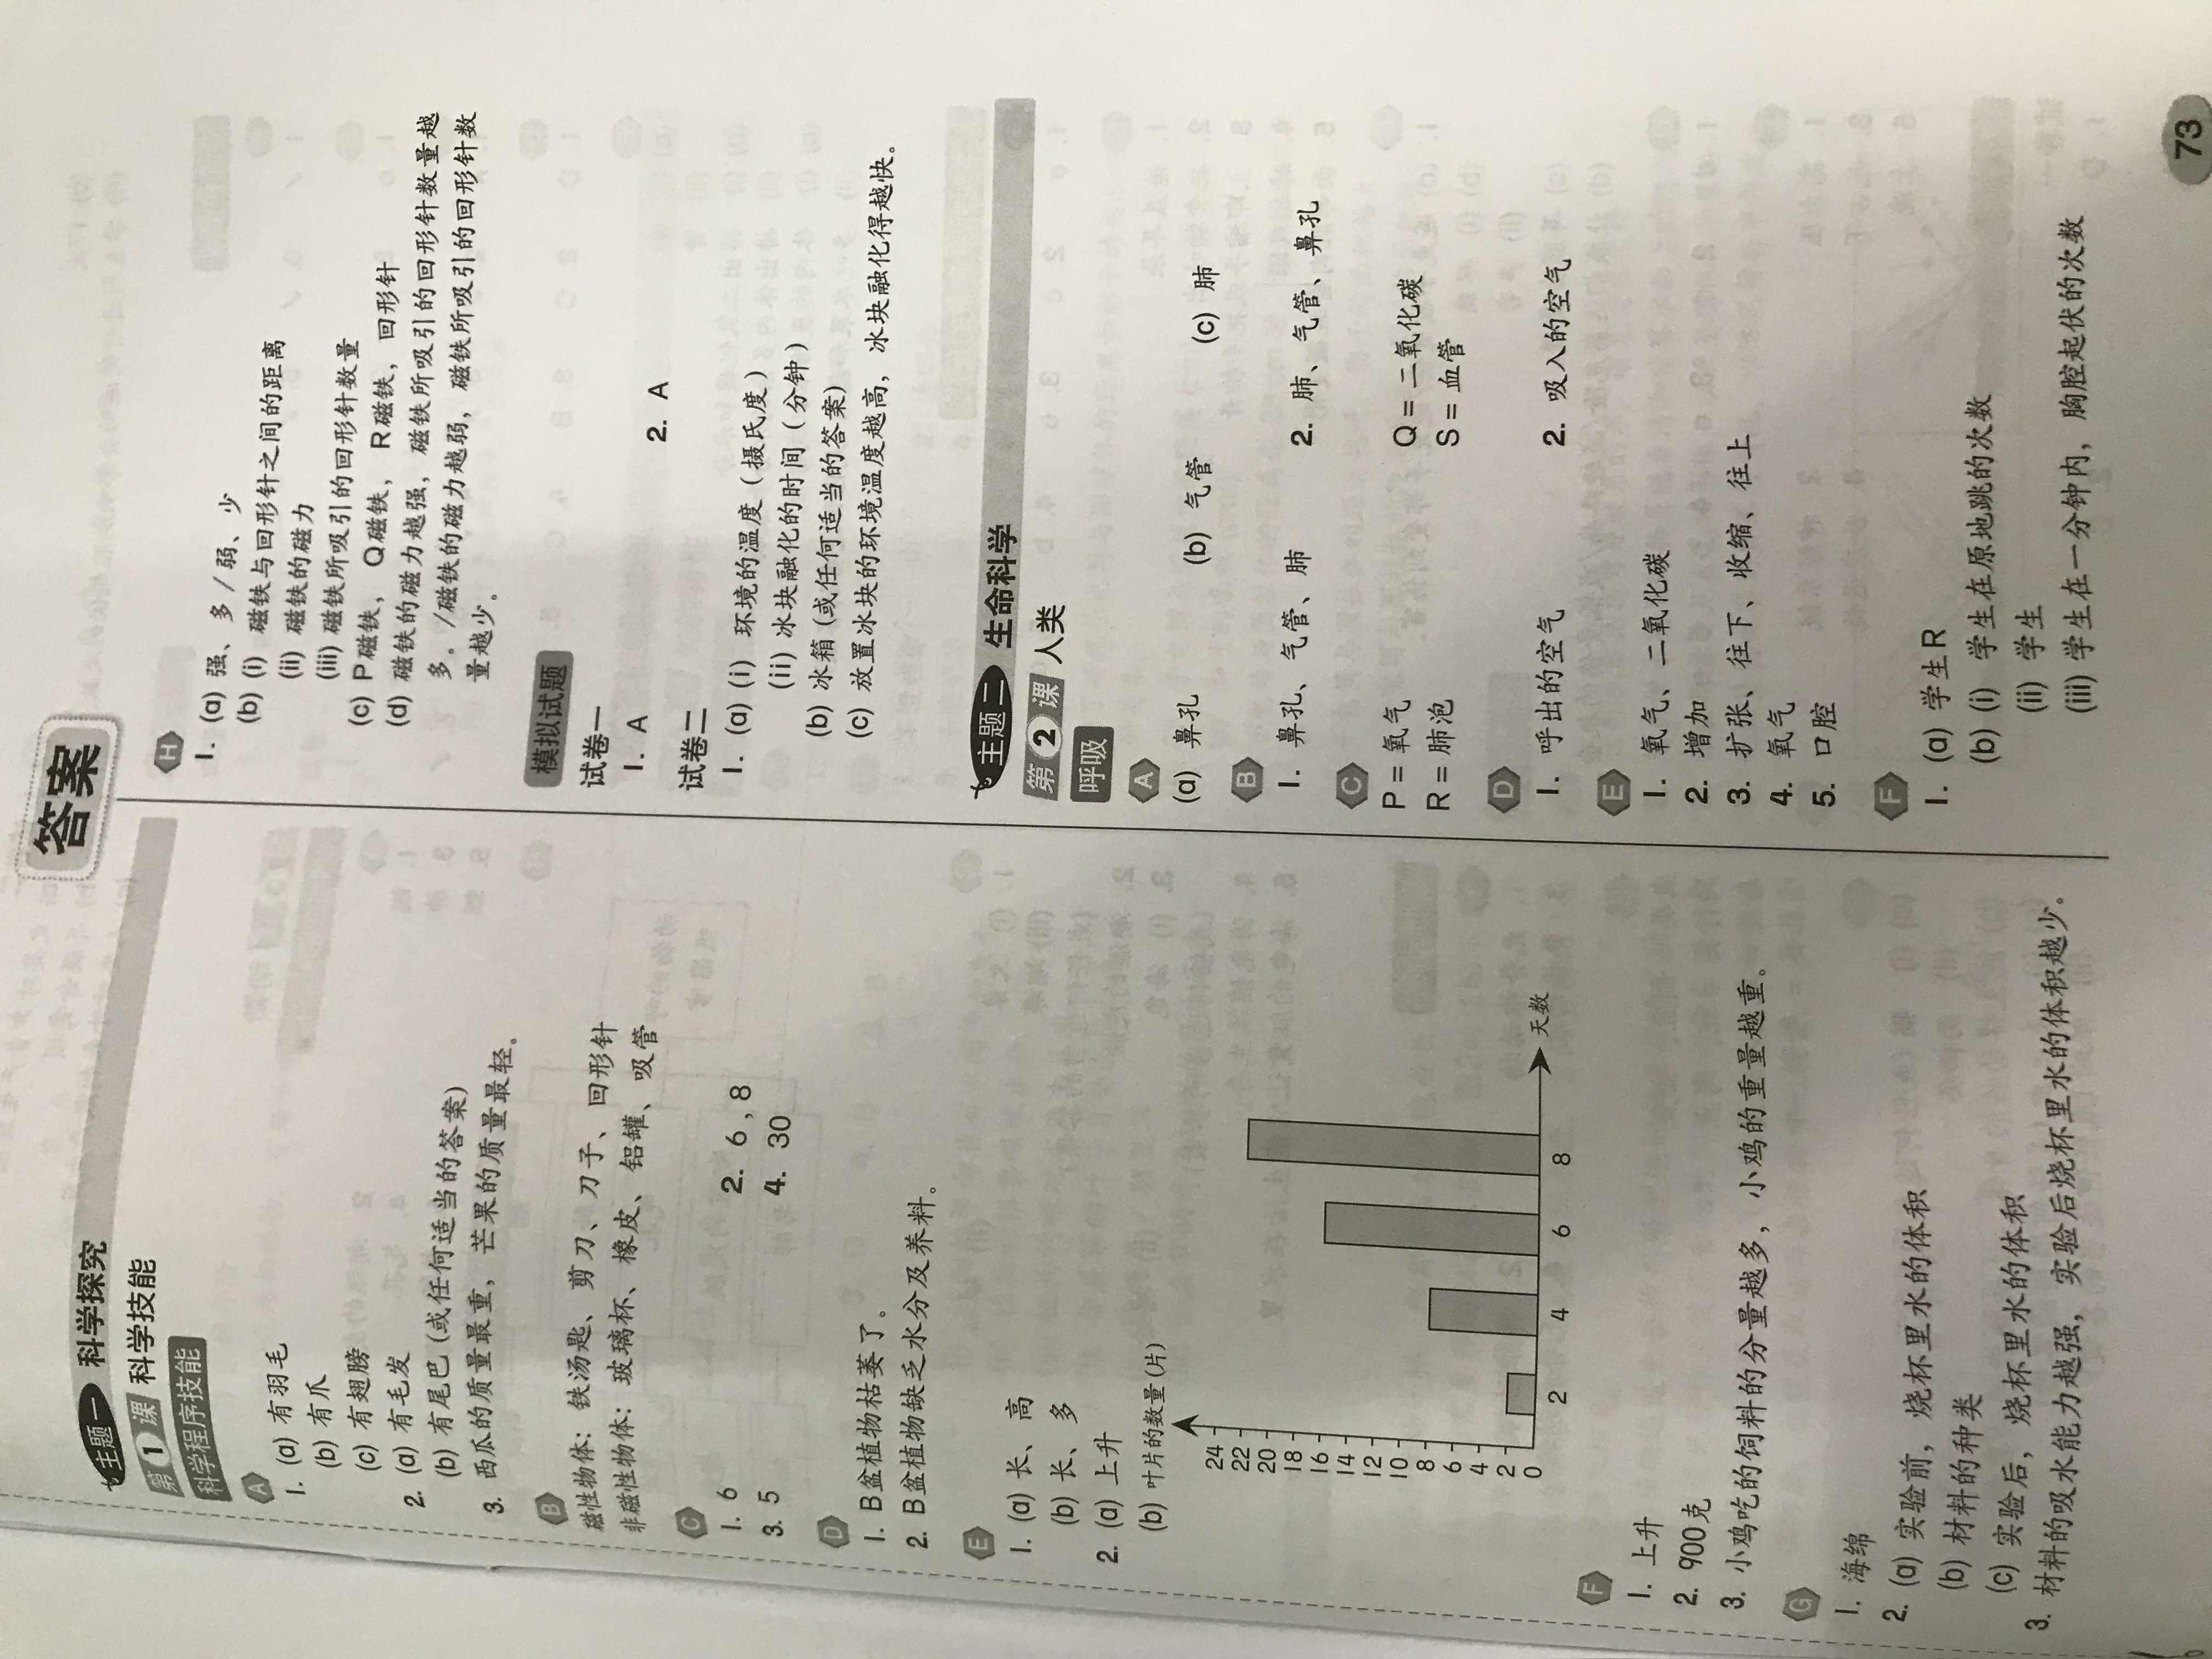 答案
主题一 科学探究
第1课 科学技能
科学程序技能
A
1. (a) 有羽毛
(b) 有爪
(c) 有翅膀
2. (a) 有毛发
(b) 有尾巴 (或任何适当的答案)
3. 西瓜的质量最重，芒果的质量最轻。
B
磁性物体：铁汤匙、剪刀、刀子、回形针
非磁性物体：玻璃杯、橡皮、铝罐、吸管
C
1. 6 2. 6 , 8
3. 5 4. 30
D
1. B盆植物枯萎了。
2. B盆植物缺乏水分及养料。
E
1. (a) 长、高
(b) 长、多
2. (a) 上升
(b) 叶片的数量(片)
24
22
20
18
16
14
12
10
8
6
4
2
0
天数
2 4 6 8
F
1. 上升
2. 900克
3. 小鸡吃的饲料的分量越多，小鸡的重量越重。
G
1. 海绵
2. (a) 实验前，烧杯里水的体积
(b) 材料的种类
(c) 实验后，烧杯里水的体积
3. 材料的吸水能力越强，实验后烧杯里水的体积越少。
H
1. (a) 强、多 / 弱、少
(b) (i) 磁铁与回形针之间的距离
(ii) 磁铁的磁力
(iii) 磁铁所吸引的回形针数量
(c) P磁铁， Q磁铁， R磁铁，回形针
(d) 磁铁的磁力越强，磁铁所吸引的回形针数量越
多。/磁铁的磁力越弱，磁铁所吸引的回形针数
量越少。
模拟试题
试卷一
1. A 2. A
试卷二
1. (a) (i) 环境的温度 ( 摄氏度 )
(ii) 冰块融化的时间 ( 分钟 )
(b) 冰箱 (或任何适当的答案)
(c) 放置冰块的环境温度越高，冰块融化得越快。
主题二 生命科学
第2课 人类
呼吸
A
(a) 鼻孔 (b) 气管 (c) 肺
B
1. 鼻孔、气管、肺 2. 肺、气管、鼻孔
C
P = 氧气 Q = 二氧化碳
R = 肺泡 S = 血管
D
1. 呼出的空气 2. 吸入的空气
E
1. 氧气、二氧化碳
2. 增加
3. 扩张、往下、收缩、往上
4. 氧气
5. 口腔
F
1. (a) 学生R
(b) (i) 学生在原地跳的次数
(ii) 学生
(iii) 学生在一分钟内，胸腔起伏的次数
73